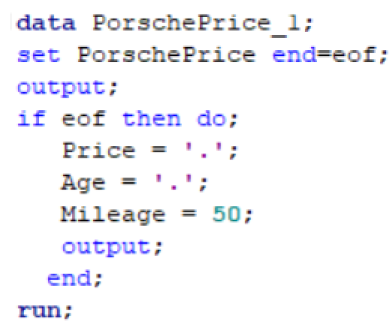 data PorschePrice_1;
set PorschePrice end=eof;
output;
if eof then do;
Price = '.';
Age = '.';
Mileage = 50;
output;
end;
run;